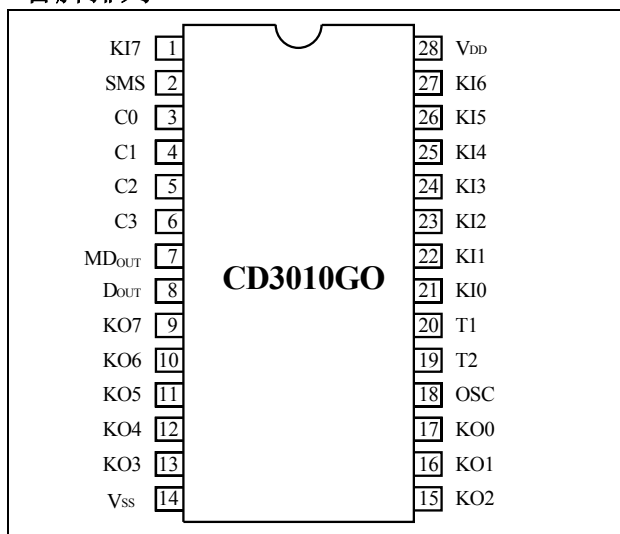 KI7 1 28 VDD
SMS 2 27 KI6
C0 3 26 KI5
C1 4 25 KI4
C2 5 24 KI3
C3 6 23 KI2
MDOUT 7 22 KI1
CD3010GO
DOUT 8 21 KI0
KO7 9 20 T1
KO6 10 19 T2
KO5 11 18 OSC
KO4 12 17 KO0
KO3 13 16 KO1
VSS 14 15 KO2